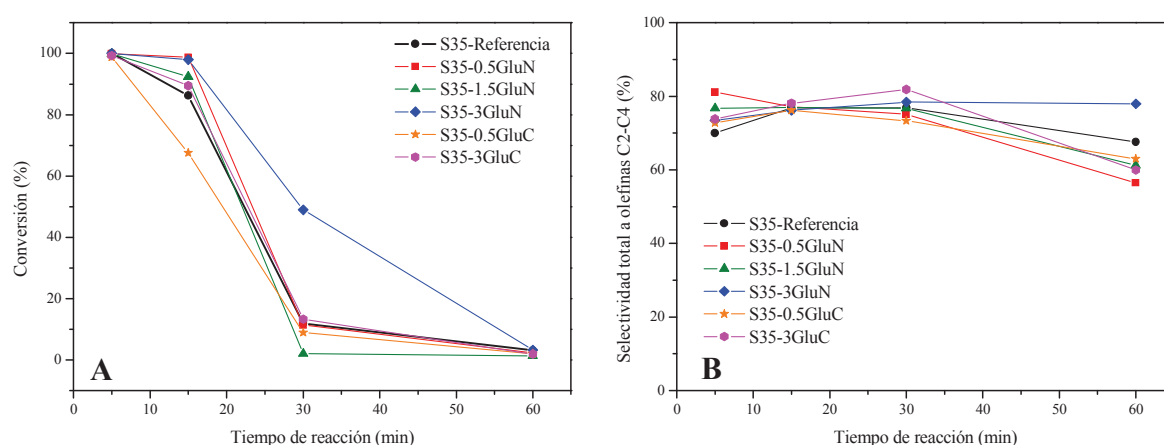 100
80
60
40
20
0
Conversión (%)
S35-Referencia
S35-0.5GluN
S35-1.5GluN
S35-3GluN
S35-0.5GluC
S35-3GluC
A
0 10 20 30 40 50 60
Tiempo de reacción (min)
100
80
60
40
20
0
Selectividad total a olefinas C2-C4 (%)
S35-Referencia
S35-0.5GluN
S35-1.5GluN
S35-3GluN
S35-0.5GluC
S35-3GluC
B
0 10 20 30 40 50 60
Tiempo de reacción (min)